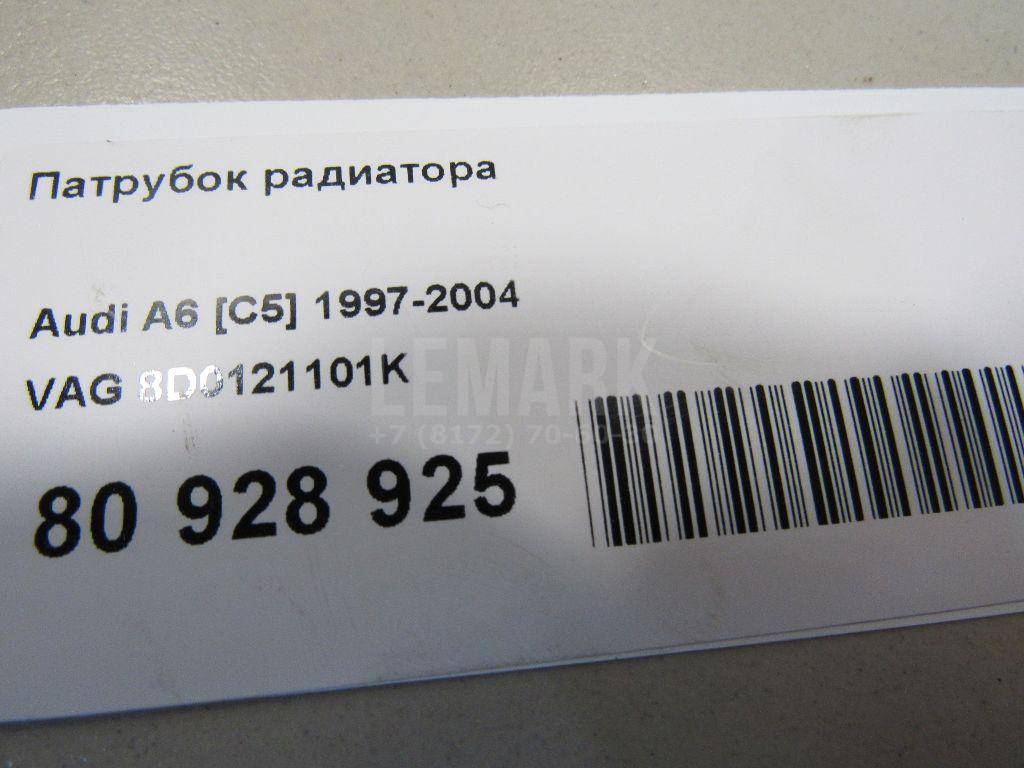 Патрубок радиатора
Audi A6 [C5] 1997-2004
VAG 8D0121101K
LEMARK
80 928 925